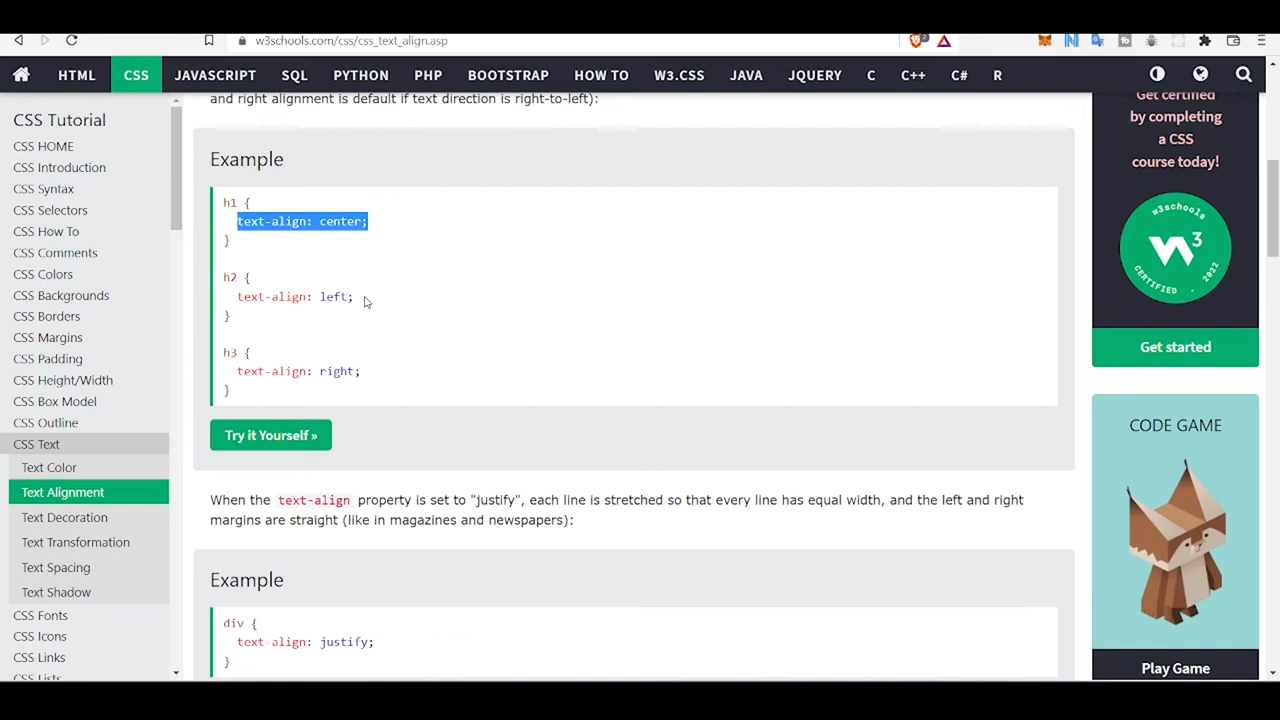 w3schools.com/css/css_text_align.asp
HTML CSS JAVASCRIPT SQL PYTHON PHP BOOTSTRAP HOW TO W3.CSS JAVA JQUERY C C++ C# R
CSS Tutorial
CSS HOME
CSS Introduction
CSS Syntax
CSS Selectors
CSS How To
CSS Comments
CSS Colors
CSS Backgrounds
CSS Borders
CSS Margins
CSS Padding
CSS Height/Width
CSS Box Model
CSS Outline
CSS Text
Text Color
Text Alignment
Text Decoration
Text Transformation
Text Spacing
Text Shadow
CSS Fonts
CSS Icons
CSS Links
CSS Lists
and right alignment is default if text direction is right-to-left):
Example
h1 {
text-align: center;
}
h2 {
text-align: left;
}
h3 {
text-align: right;
}
Try it Yourself »
When the text-align property is set to "justify", each line is stretched so that every line has equal width, and the left and right
margins are straight (like in magazines and newspapers):
Example
div {
text-align: justify;
}
Get certified
by completing
a CSS
course today!
w3schools
W3
CERTIFIED . 2022
Get started
CODE GAME
Play Game